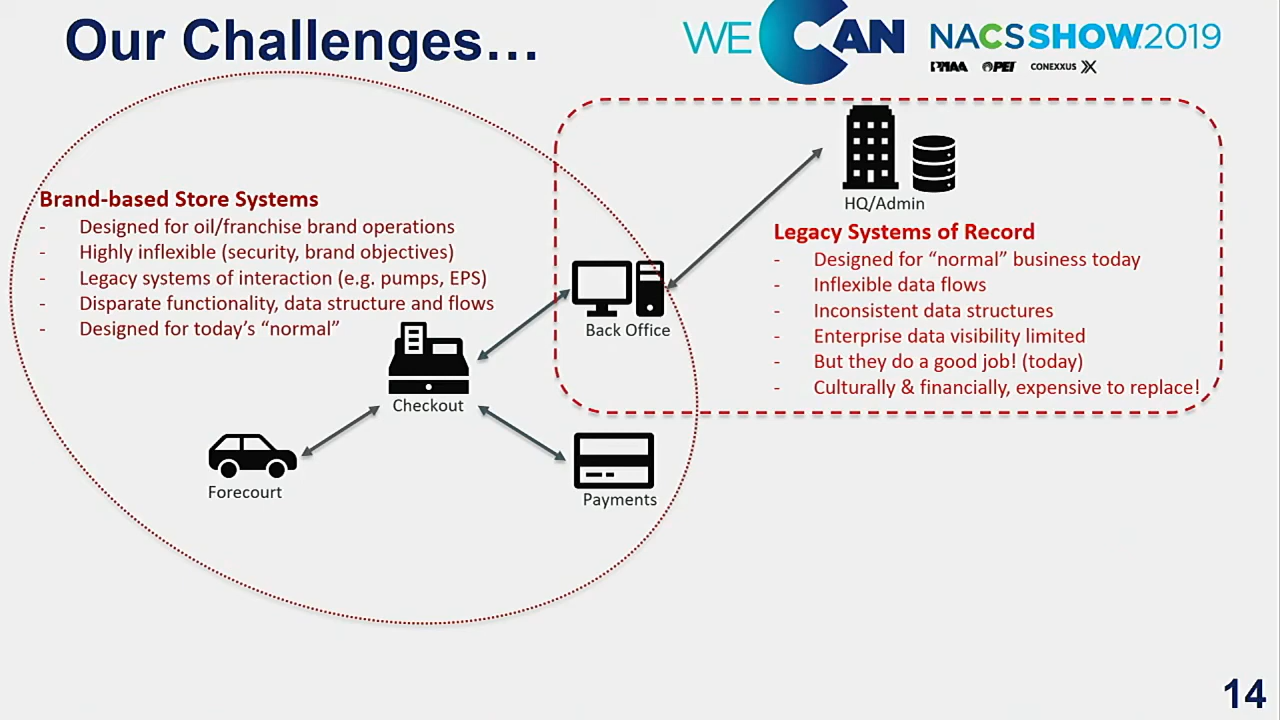 Our Challenges…
WE CAN NACSSHOW.2019
PMAA PEI CONEXXUS
HQ/Admin
Brand-based Store Systems
- Designed for oil/franchise brand operations
- Highly inflexible (security, brand objectives)
- Legacy systems of interaction (e.g. pumps, EPS)
- Disparate functionality, data structure and flows
- Designed for today’s “normal”
Legacy Systems of Record
- Designed for “normal” business today
- Inflexible data flows
- Inconsistent data structures
- Enterprise data visibility limited
- But they do a good job! (today)
- Culturally & financially, expensive to replace!
Back Office
Checkout
Forecourt
Payments
14